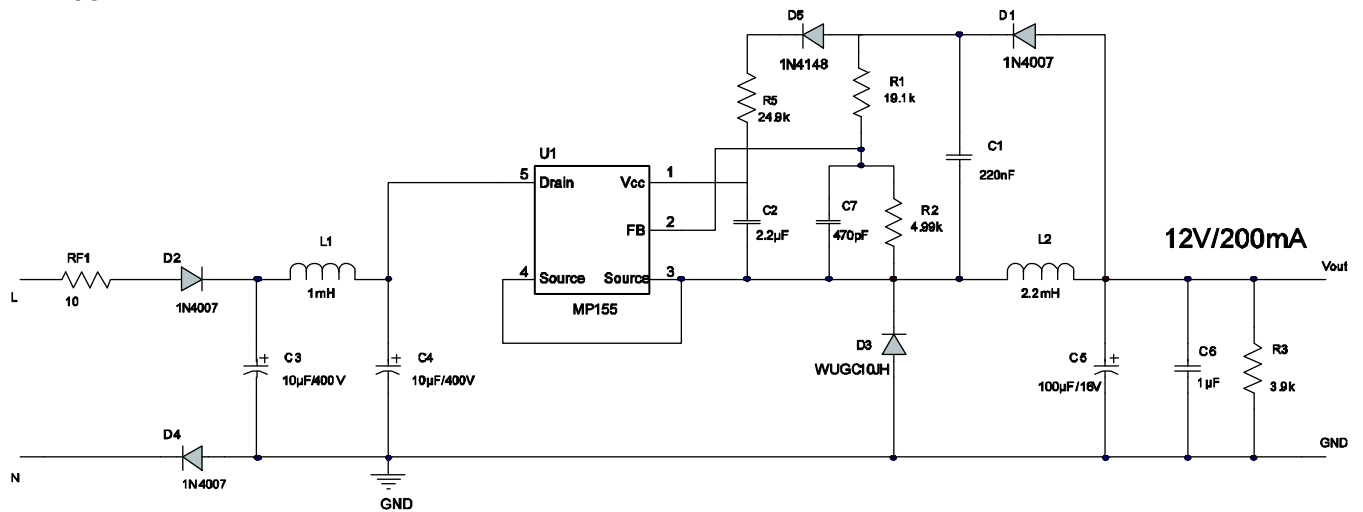 D5
1N4148
D1
1N4007
R1
19.1k
R5
24.9k
C1
220nF
U1
5 Drain Vcc 1
FB 2
4 Source Source 3
MP155
C2
2.2µF
C7
470pF
R2
4.99k
L
RF1
10
D2
1N4007
L1
1mH
L2
2.2mH
12V/200mA
Vout
C3
10µF/400V
C4
10µF/400V
D3
WUGC10JH
C5
100µF/16V
C6
1µF
R3
3.9k
N
D4
1N4007
GND
GND